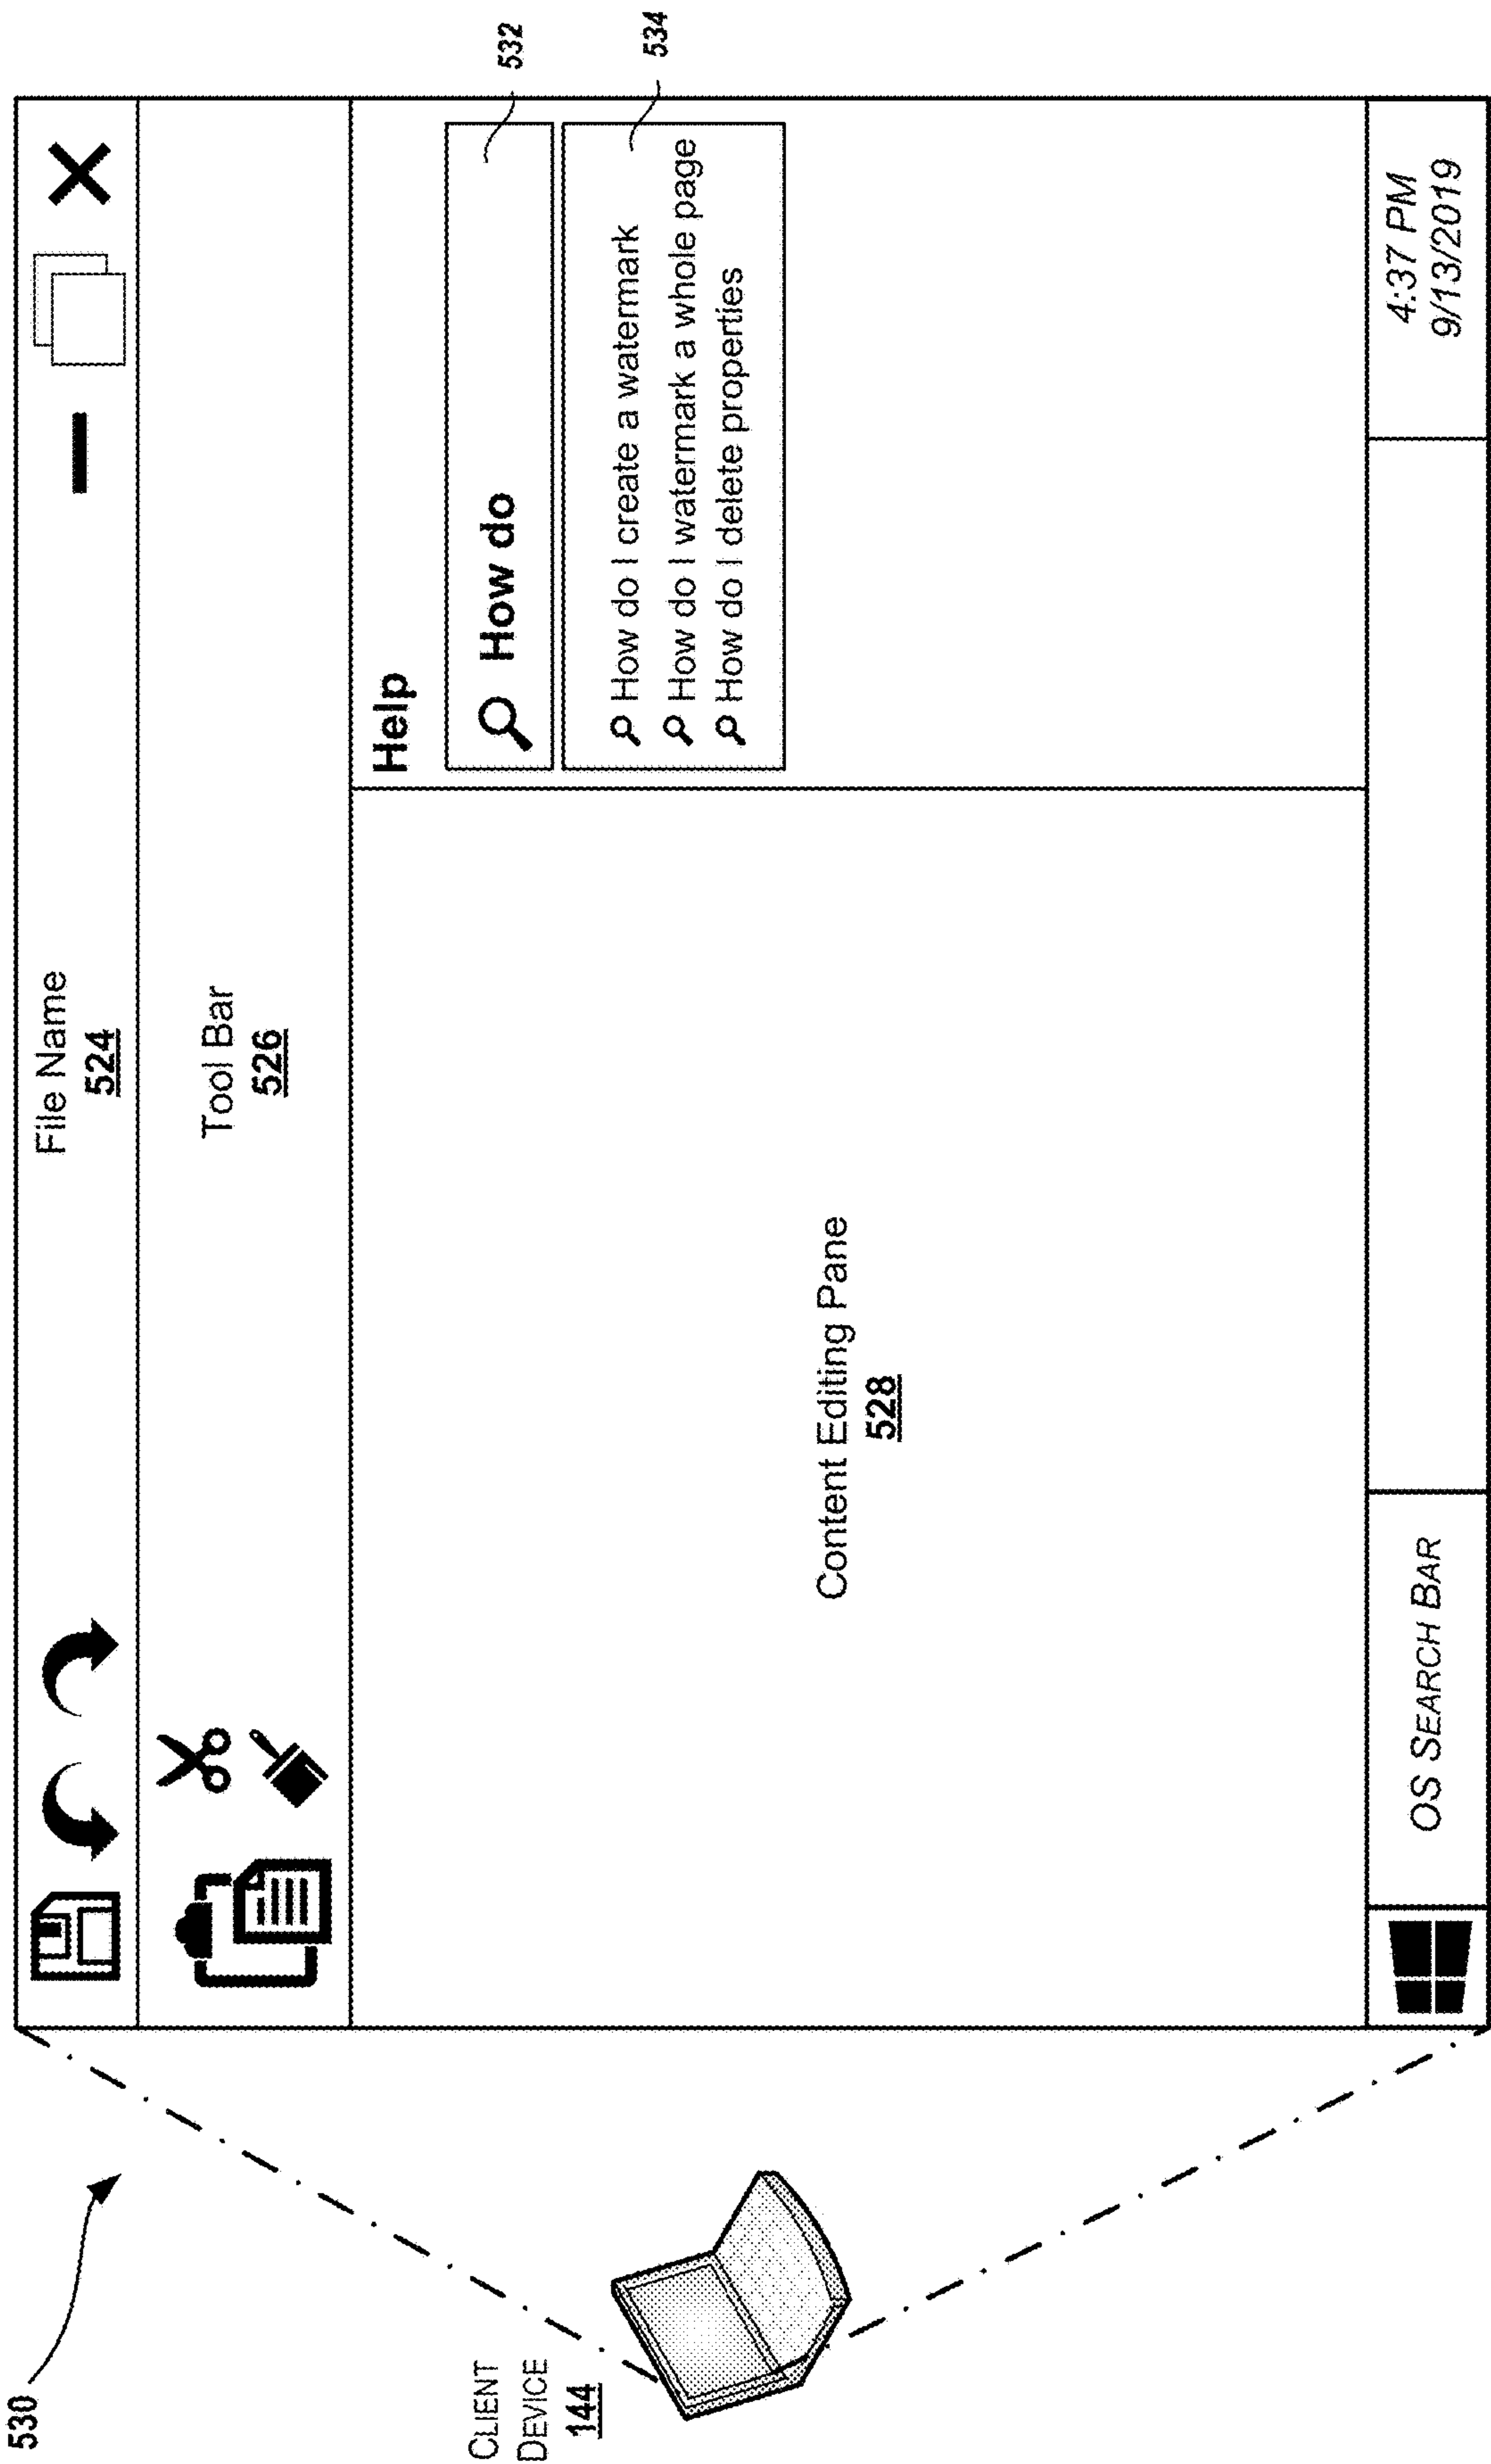 530
CLIENT
DEVICE
144
File Name
524
Tool Bar
526
Help
How do
532
How do I create a watermark
How do I watermark a whole page
How do I delete properties
534
Content Editing Pane
528
OS SEARCH BAR
4:37 PM
9/13/2019